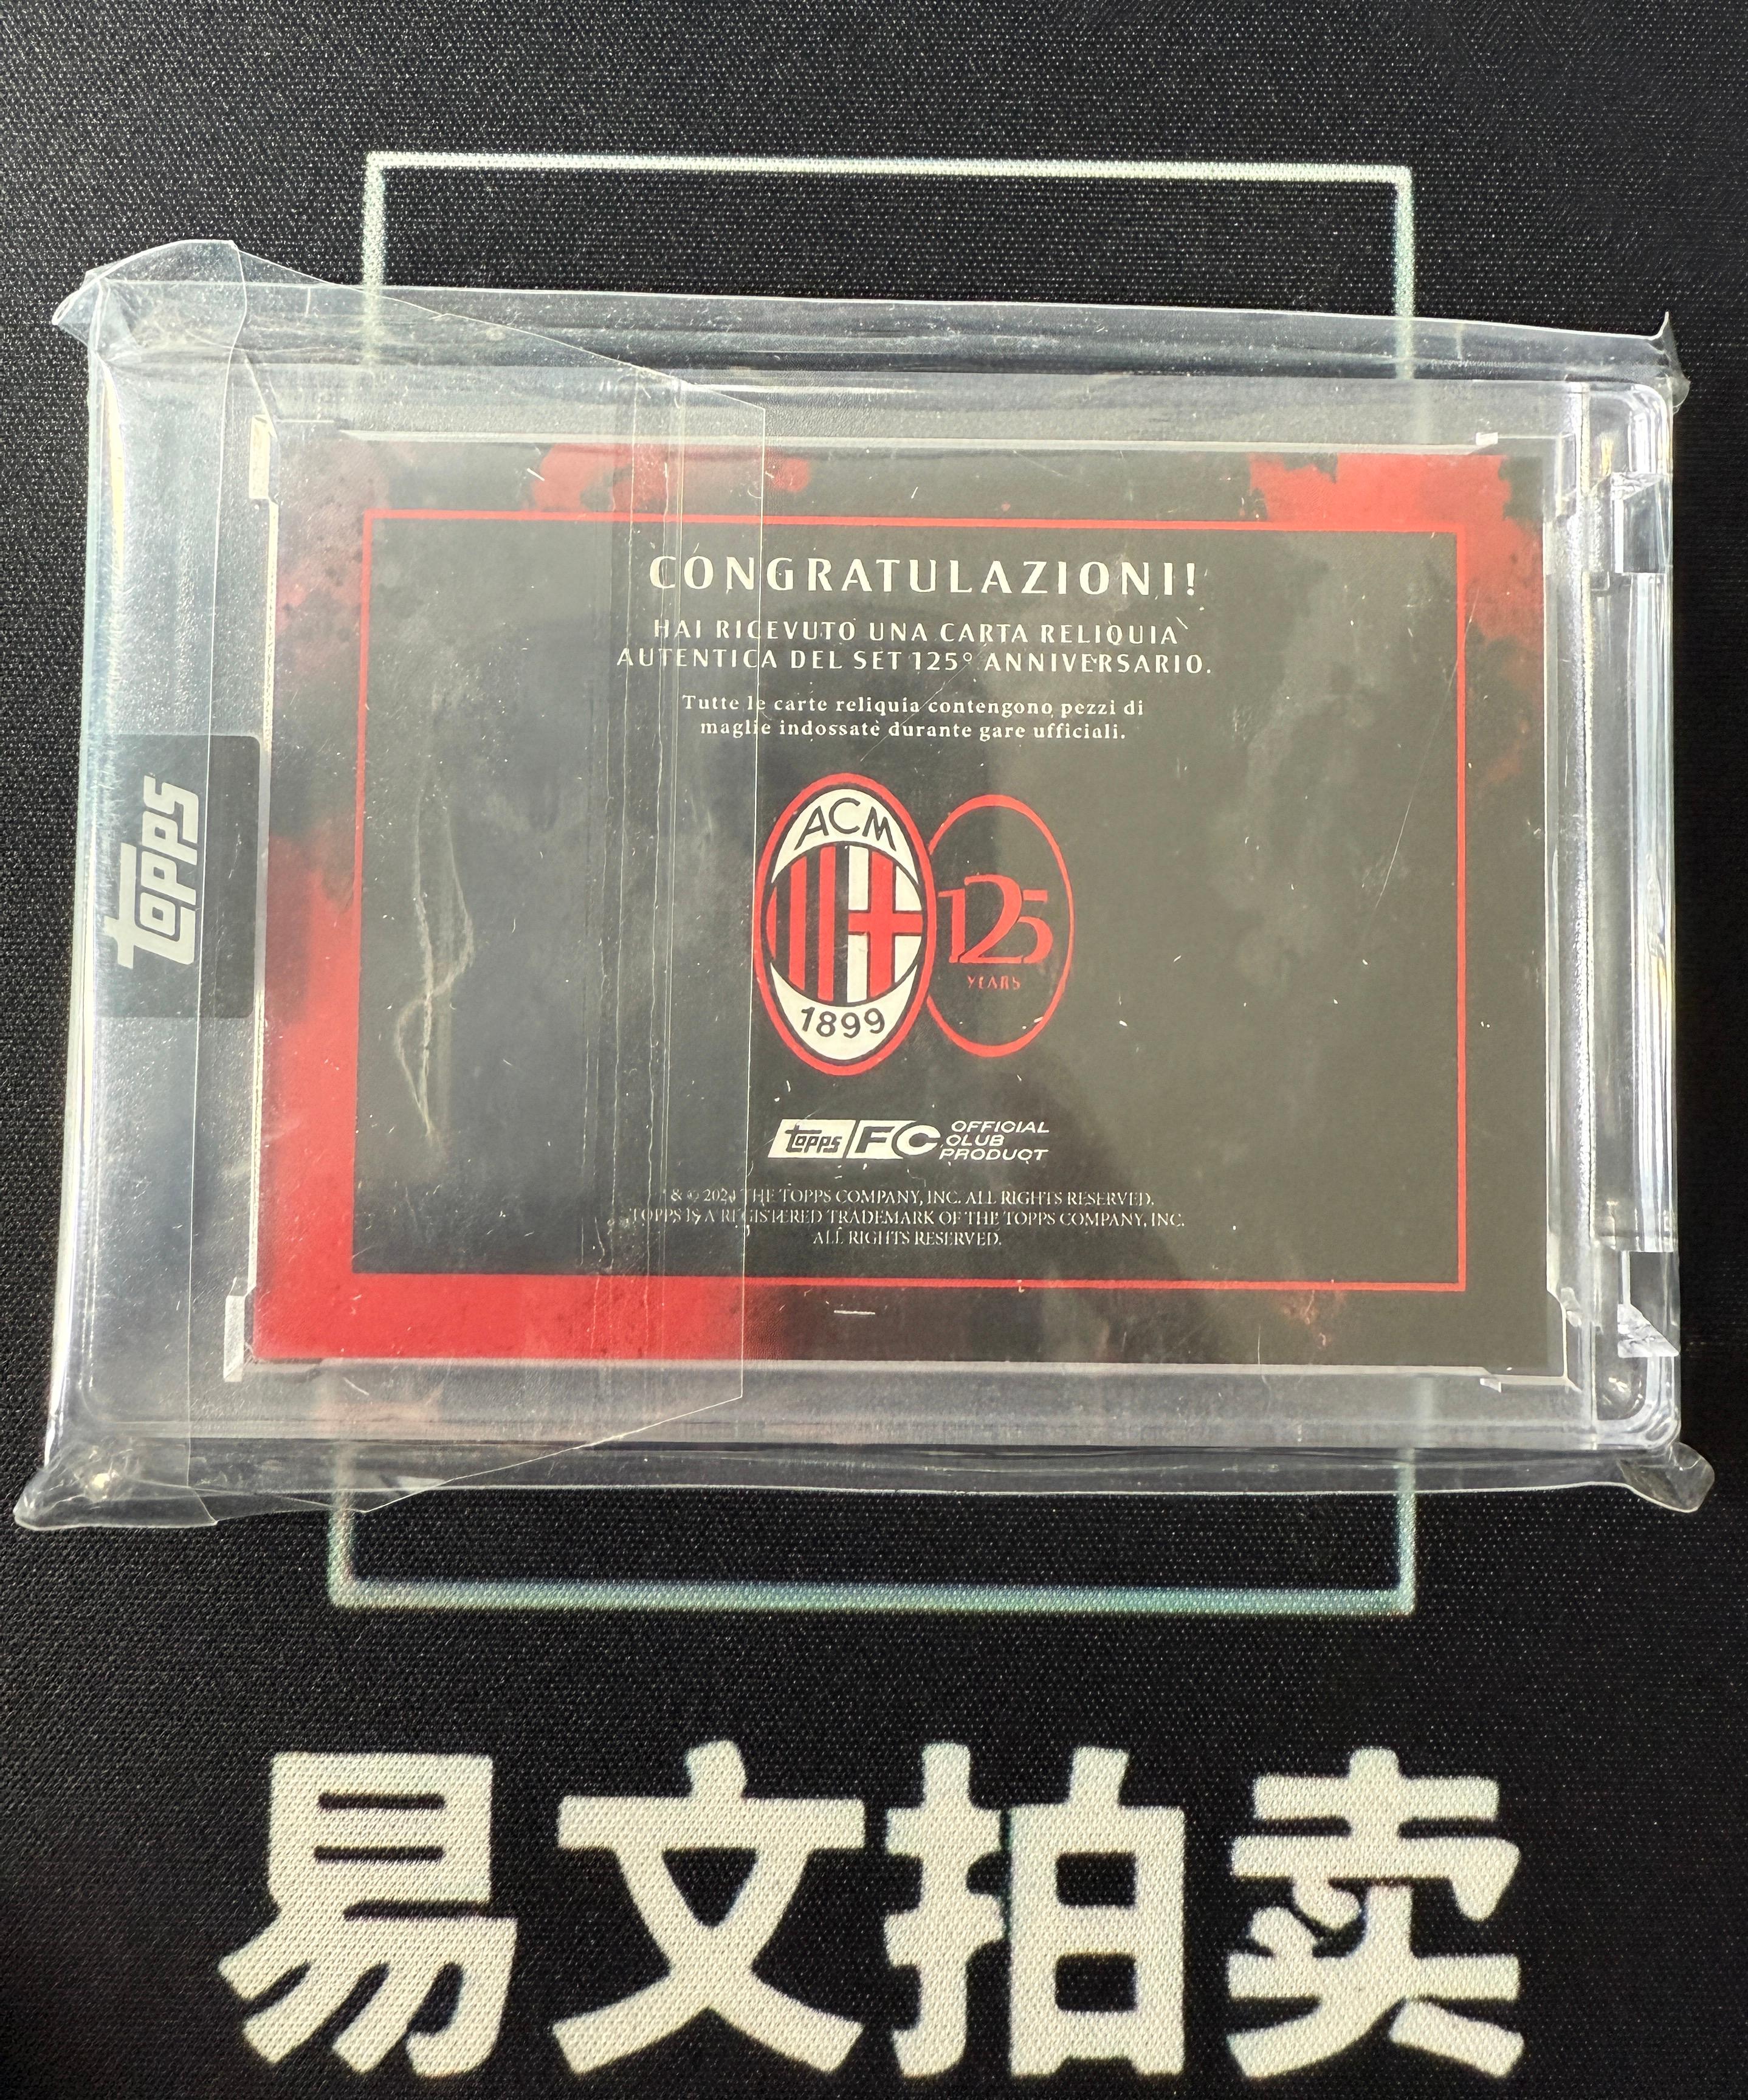 CONGRATULAZIONI!
HAI RICEVUTO UNA CARTA RELIQUIA
AUTENTICA DEL SET 125° ANNIVERSARIO.
Tutte le carte reliquia contengono pezzi di
maglie indossate durante gare ufficiali.
topps
ACM
1899
125
YEARS
topps FC OFFICIAL
CLUB
PRODUCT
& © 2024 THE TOPPS COMPANY, INC. ALL RIGHTS RESERVED.
TOPPS IS A REGISTERED TRADEMARK OF THE TOPPS COMPANY, INC.
ALL RIGHTS RESERVED.
易文拍卖